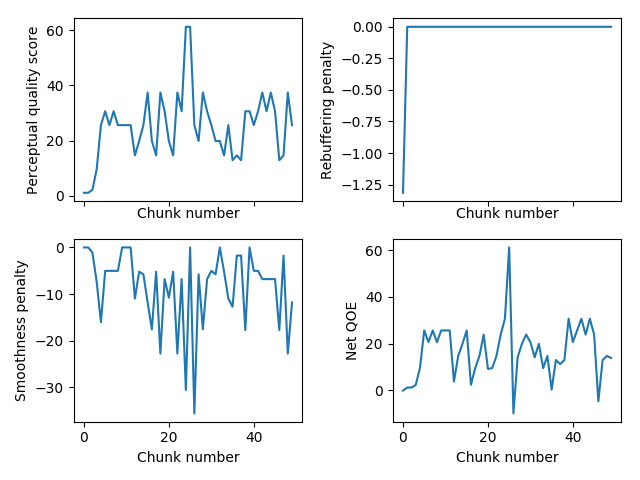 Perceptual quality score
60
40
20
0
Chunk number
Rebuffering penalty
0.00
−0.25
−0.50
−0.75
−1.00
−1.25
Chunk number
Smoothness penalty
0
−10
−20
−30
0 20 40
Chunk number
Net QOE
60
40
20
0
0 20 40
Chunk number